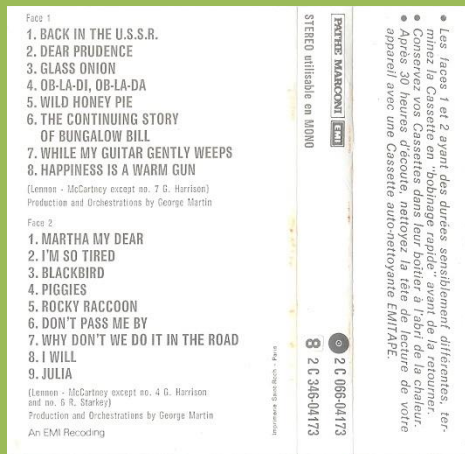 Face 1
1. BACK IN THE U.S.S.R.
2. DEAR PRUDENCE
3. GLASS ONION
4. OB-LA-DI, OB-LA-DA
5. WILD HONEY PIE
6. THE CONTINUING STORY
OF BUNGALOW BILL
7. WHILE MY GUITAR GENTLY WEEPS
8. HAPPINESS IS A WARM GUN
(Lennon - McCartney except no. 7 G. Harrison)
Production and Orchestrations by George Martin
Face 2
1. MARTHA MY DEAR
2. I'M SO TIRED
3. BLACKBIRD
4. PIGGIES
5. ROCKY RACCOON
6. DON'T PASS ME BY
7. WHY DON'T WE DO IT IN THE ROAD
8. I WILL
9. JULIA
(Lennon - McCartney except no. 4 G. Harrison
and no. 6 R. Starkey)
Production and Orchestrations by George Martin
An EMI Recoding
Paris
PATHE MARCONI EMI 2 C 066-04173
STEREO utilisable en MONO 8 2 C 346-04173
• Les faces 1 et 2 ayant des durées sensiblement différentes, ter-
minez la Cassette en "bobinage rapide" avant de la retourner.
• Conservez vos Cassettes dans leur boitier à l'abri de la chaleur.
• Après 30 heures d'écoute, nettoyez la tête de lecture de votre
appareil avec une Cassette auto-nettoyante EMITAPE.